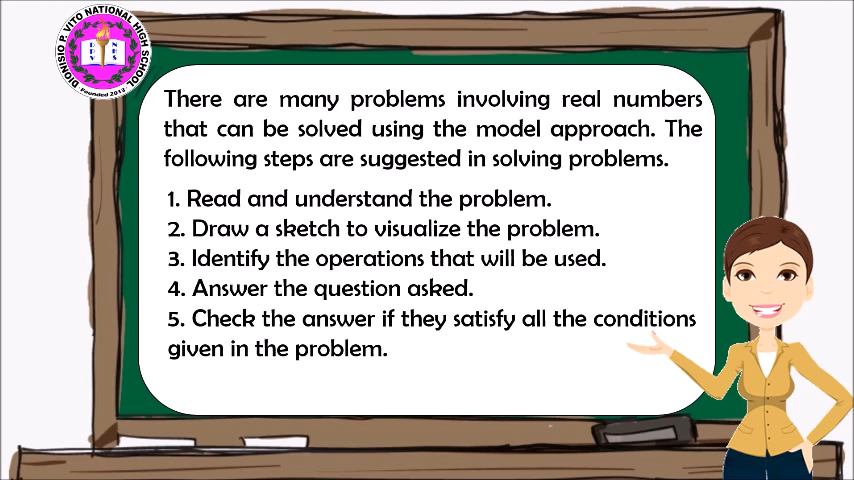 DIONISIO P. VITO NATIONAL HIGH SCHOOL
Founded 2012
There are many problems involving real numbers
that can be solved using the model approach. The
following steps are suggested in solving problems.
1. Read and understand the problem.
2. Draw a sketch to visualize the problem.
3. Identify the operations that will be used.
4. Answer the question asked.
5. Check the answer if they satisfy all the conditions
given in the problem.